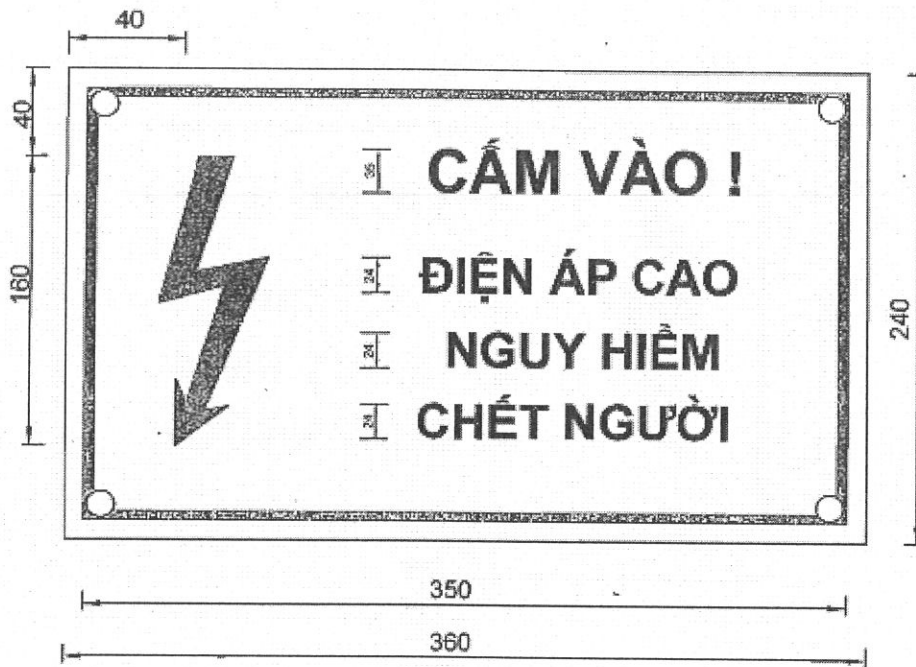 40
40
35
CẤM VÀO !
160
24
ĐIỆN ÁP CAO
240
24
NGUY HIỂM
24
CHẾT NGƯỜI
350
360